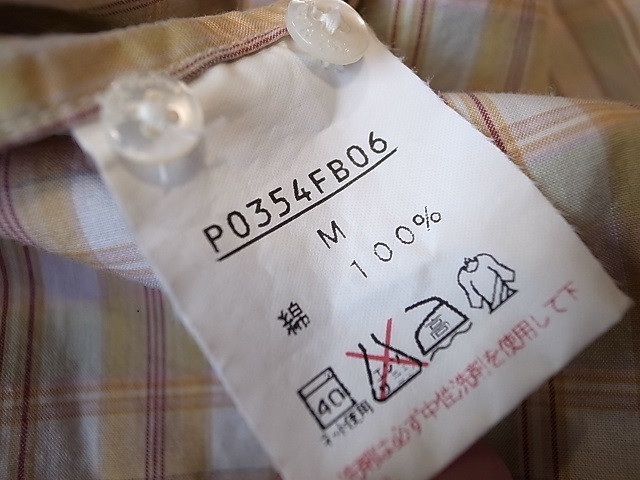 P0354FB06
M
綿 100%
40 高
ネット使用
洗剤は必ず中性洗剤を使用して下